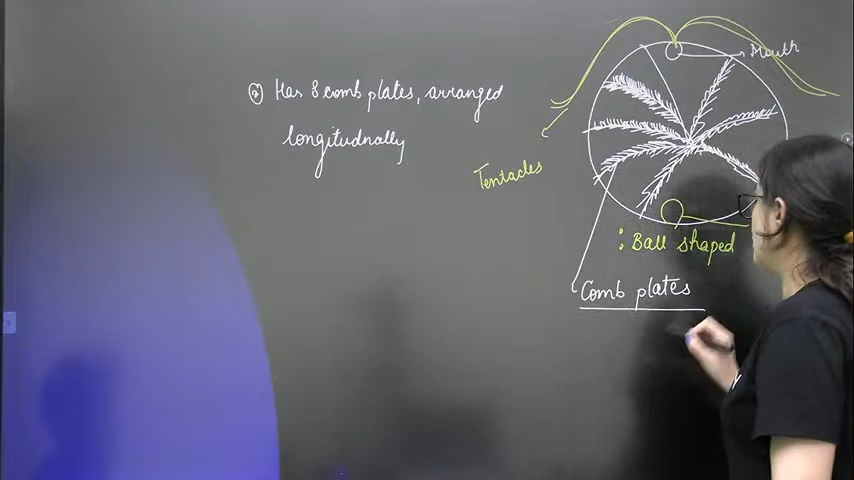 ② Has 8 comb plates, arranged
longitudnally
Mouth
Tentacles
: Ball shaped
Comb plates